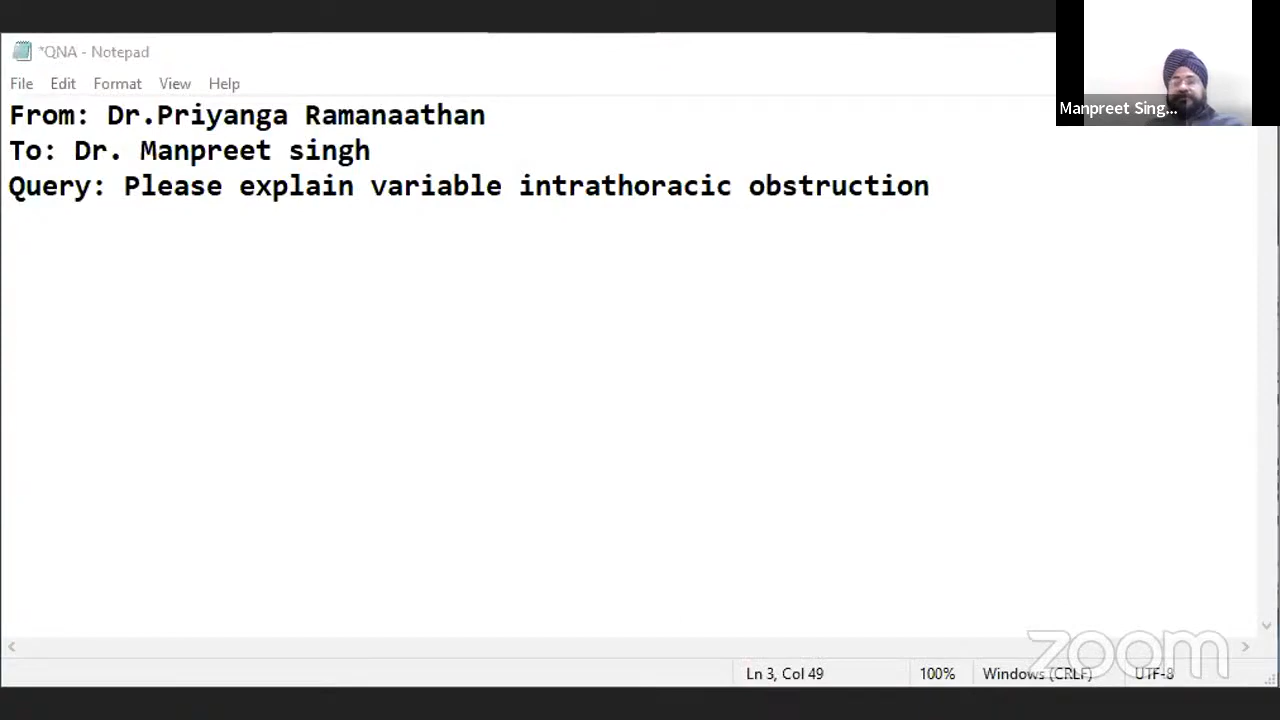 *QNA - Notepad
File Edit Format View Help
From: Dr.Priyanga Ramanaathan
To: Dr. Manpreet singh
Query: Please explain variable intrathoracic obstruction
Manpreet Sing...
zoom
Ln 3, Col 49 100% Windows (CRLF) UTF-8